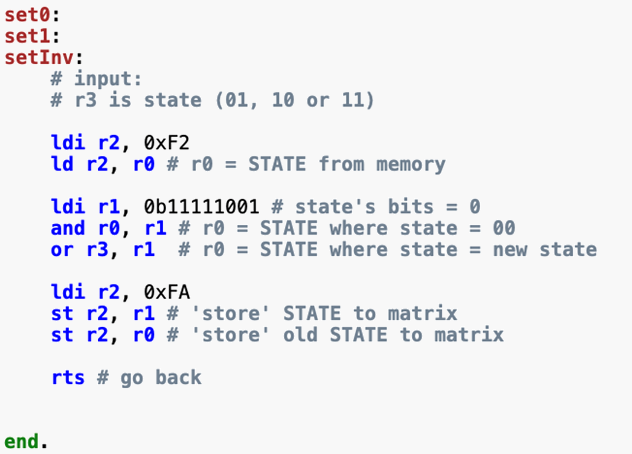 set0:
set1:
setInv:
    # input:
    # r3 is state (01, 10 or 11)

    ldi r2, 0xF2
    ld r2, r0 # r0 = STATE from memory

    ldi r1, 0b11111001 # state's bits = 0
    and r0, r1 # r0 = STATE where state = 00
    or r3, r1  # r0 = STATE where state = new state

    ldi r2, 0xFA
    st r2, r1 # 'store' STATE to matrix
    st r2, r0 # 'store' old STATE to matrix

    rts # go back


end.